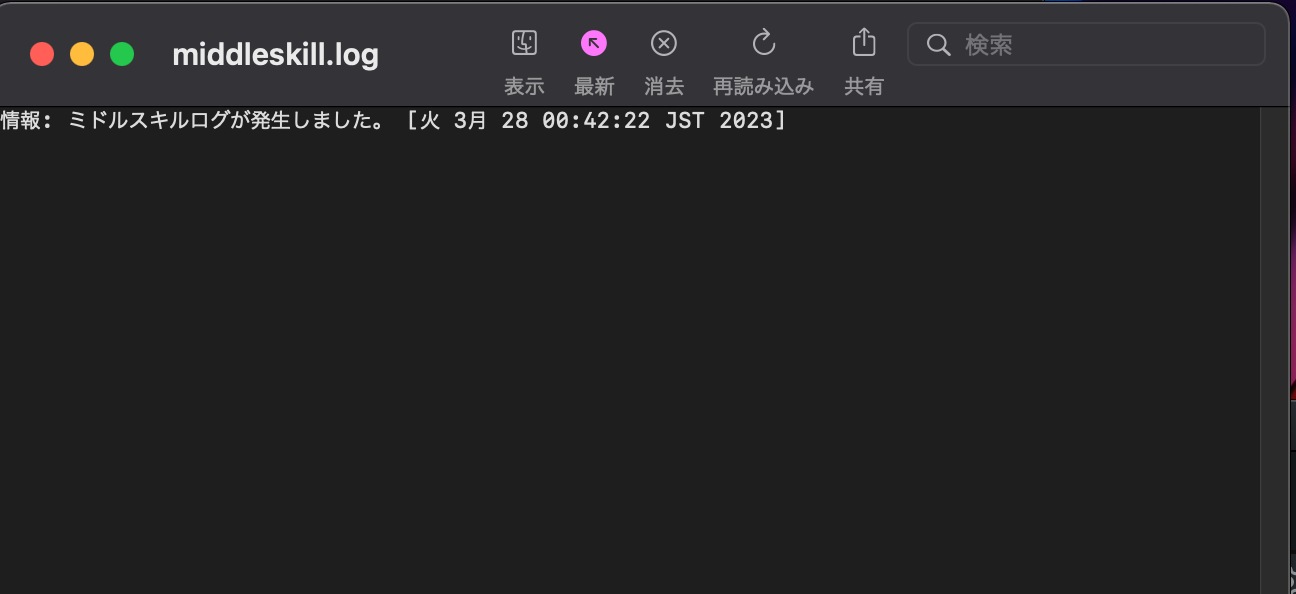 middleskill.log
表示
最新
消去
再読み込み
共有
検索
情報: ミドルスキルログが発生しました。 [火 3月 28 00:42:22 JST 2023]